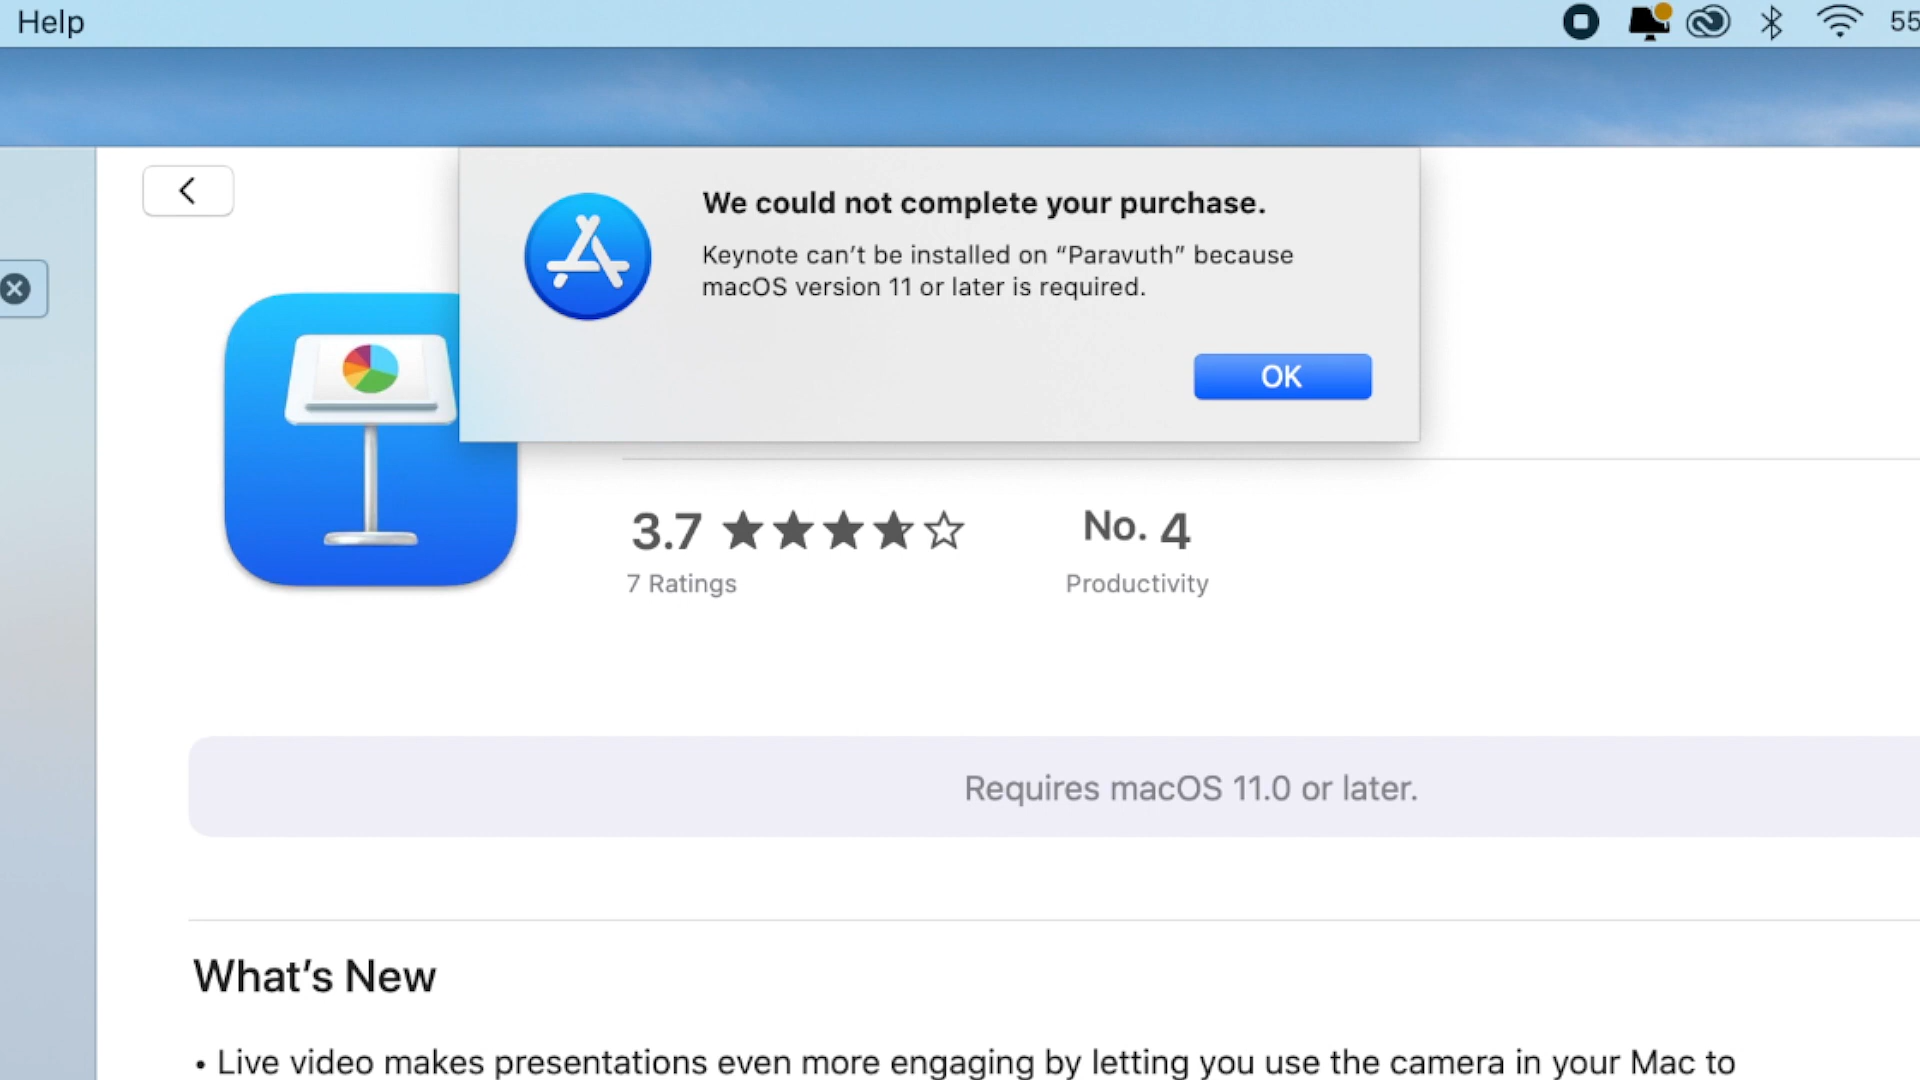 Help
55
We could not complete your purchase.
Keynote can’t be installed on “Paravuth” because
macOS version 11 or later is required.
OK
3.7
No. 4
7 Ratings
Productivity
Requires macOS 11.0 or later.
What’s New
• Live video makes presentations even more engaging by letting you use the camera in your Mac to